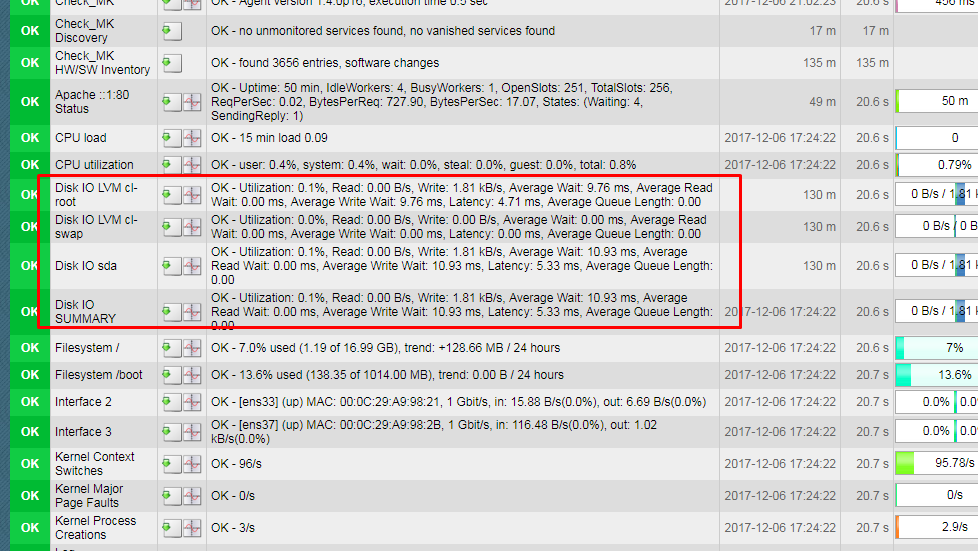 OK Check_MK OK - Agent version 1.4.0p16, execution time 0.5 sec 2017-12-06 21:02:23 20.6 s 456 ms
OK Check_MK OK - no unmonitored services found, no vanished services found 17 m 17 m
Discovery
OK Check_MK OK - found 3656 entries, software changes 135 m 135 m
HW/SW Inventory
OK - Uptime: 50 min, IdleWorkers: 4, BusyWorkers: 1, OpenSlots: 251, TotalSlots: 256,
OK Apache ::1:80 ReqPerSec: 0.02, BytesPerReq: 727.90, BytesPerSec: 17.07, States: (Waiting: 4, 49 m 20.6 s 50 m
Status SendingReply: 1)
OK CPU load OK - 15 min load 0.09 2017-12-06 17:24:22 20.6 s 0
OK CPU utilization OK - user: 0.4%, system: 0.4%, wait: 0.0%, steal: 0.0%, guest: 0.0%, total: 0.8% 2017-12-06 17:24:22 20.6 s 0.79%
OK Disk IO LVM cl- OK - Utilization: 0.1%, Read: 0.00 B/s, Write: 1.81 kB/s, Average Wait: 9.76 ms, Average Read 130 m 20.6 s 0 B/s / 1.81
root Wait: 0.00 ms, Average Write Wait: 9.76 ms, Latency: 4.71 ms, Average Queue Length: 0.00
OK Disk IO LVM cl- OK - Utilization: 0.0%, Read: 0.00 B/s, Write: 0.00 B/s, Average Wait: 0.00 ms, Average Read 130 m 20.6 s 0 B/s / 0 B
swap Wait: 0.00 ms, Average Write Wait: 0.00 ms, Latency: 0.00 ms, Average Queue Length: 0.00
OK - Utilization: 0.1%, Read: 0.00 B/s, Write: 1.81 kB/s, Average Wait: 10.93 ms, Average
OK Disk IO sda Read Wait: 0.00 ms, Average Write Wait: 10.93 ms, Latency: 5.33 ms, Average Queue Length: 130 m 20.6 s 0 B/s / 1.81
0.00
Disk IO OK - Utilization: 0.1%, Read: 0.00 B/s, Write: 1.81 kB/s, Average Wait: 10.93 ms, Average
OK SUMMARY Read Wait: 0.00 ms, Average Write Wait: 10.93 ms, Latency: 5.33 ms, Average Queue Length: 2017-12-06 17:24:22 20.6 s 0 B/s / 1.81
0.00
OK Filesystem / OK - 7.0% used (1.19 of 16.99 GB), trend: +128.66 MB / 24 hours 2017-12-06 17:24:22 20.6 s 7%
OK Filesystem /boot OK - 13.6% used (138.35 of 1014.00 MB), trend: 0.00 B / 24 hours 2017-12-06 17:24:22 20.7 s 13.6%
OK Interface 2 OK - [ens33] (up) MAC: 00:0C:29:A9:98:21, 1 Gbit/s, in: 15.88 B/s(0.0%), out: 6.69 B/s(0.0%) 2017-12-06 17:24:22 20.7 s 0.0% 0.0
OK Interface 3 OK - [ens37] (up) MAC: 00:0C:29:A9:98:2B, 1 Gbit/s, in: 116.48 B/s(0.0%), out: 1.02 2017-12-06 17:24:22 20.7 s 0.0% 0.0
kB/s(0.0%)
OK Kernel Context OK - 96/s 2017-12-06 17:24:22 20.7 s 95.78/s
Switches
OK Kernel Major OK - 0/s 2017-12-06 17:24:22 20.7 s 0/s
Page Faults
OK Kernel Process OK - 3/s 2017-12-06 17:24:22 20.7 s 2.9/s
Creations
Log